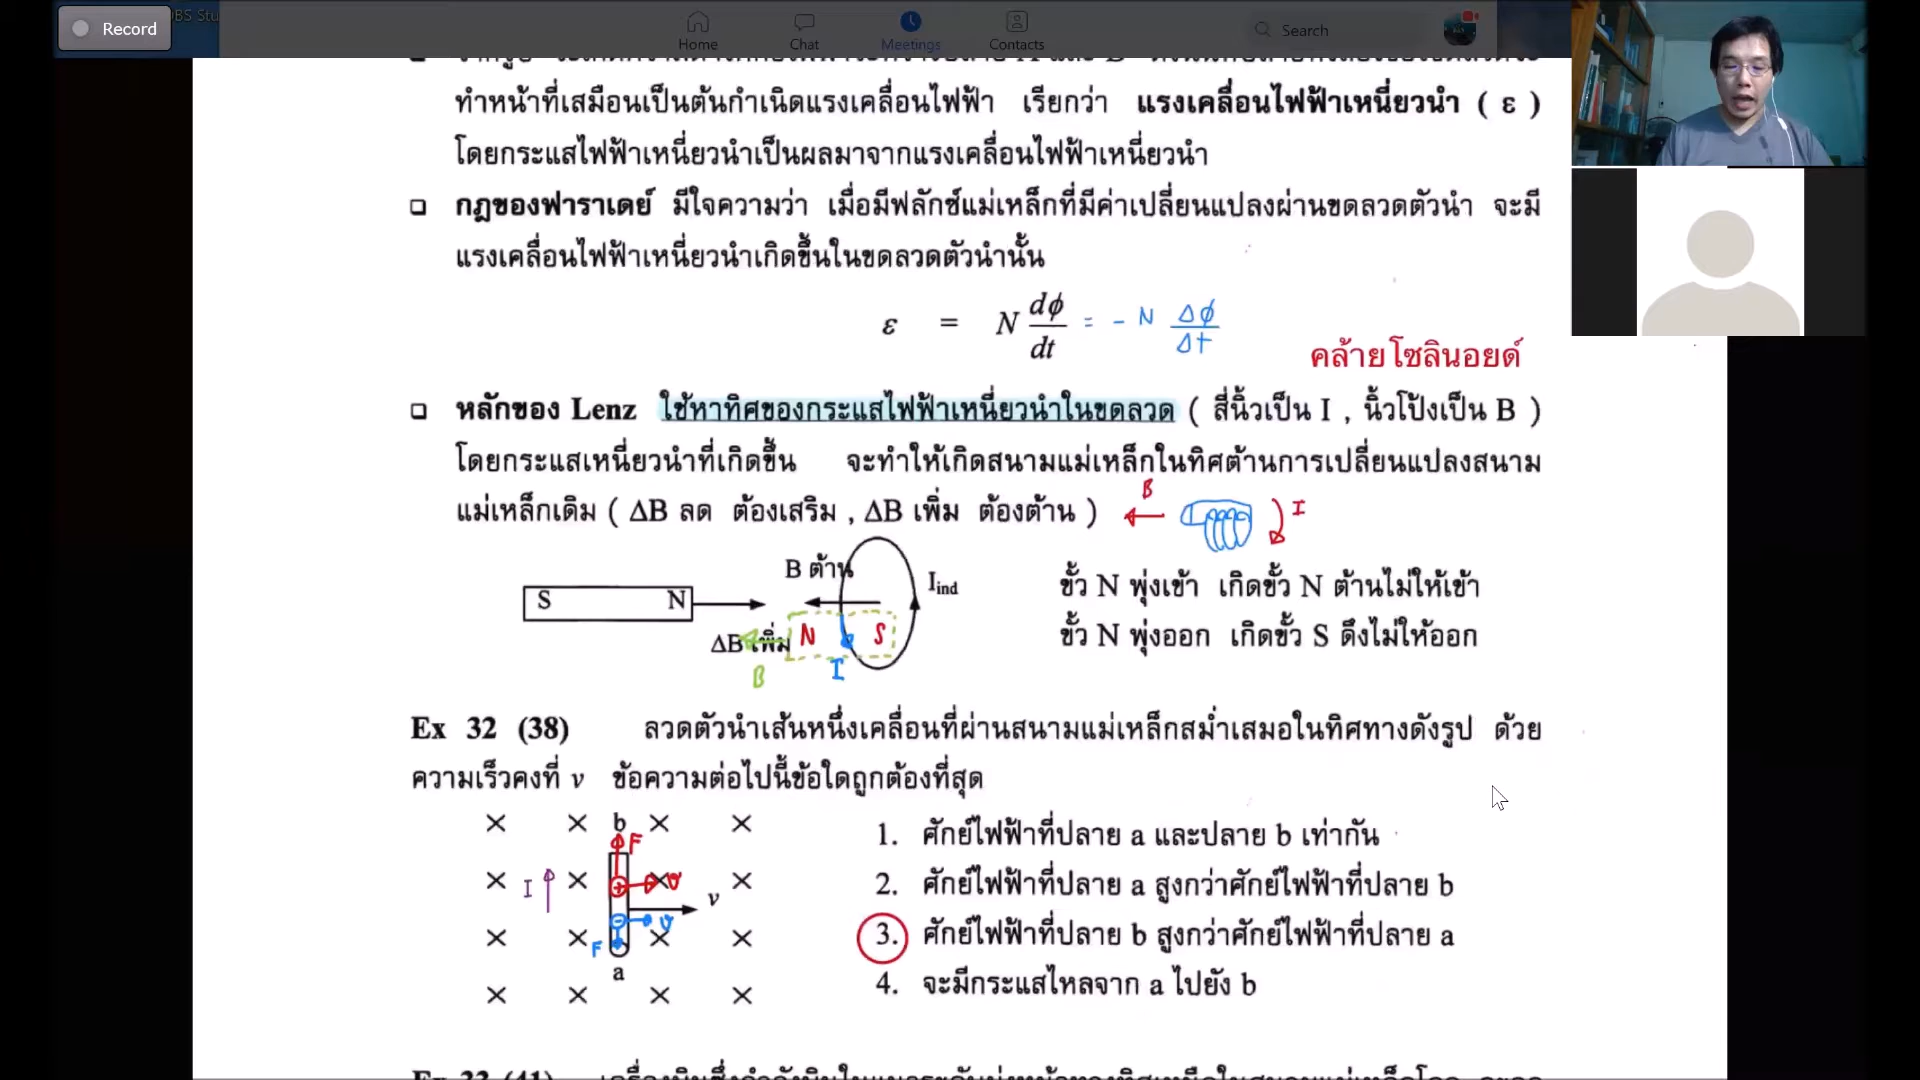 Record
Home
Chat
Meetings
Contacts
Search
ทำหน้าที่เสมือนเป็นต้นกำเนิดแรงเคลื่อนไฟฟ้า เรียกว่า แรงเคลื่อนไฟฟ้าเหนี่ยวนำ ( ε )
โดยกระแสไฟฟ้าเหนี่ยวนำเป็นผลมาจากแรงเคลื่อนไฟฟ้าเหนี่ยวนำ
❑ กฎของฟาราเดย์ มีใจความว่า เมื่อมีฟลักซ์แม่เหล็กที่มีค่าเปลี่ยนแปลงผ่านขดลวดตัวนำ จะมี
แรงเคลื่อนไฟฟ้าเหนี่ยวนำเกิดขึ้นในขดลวดตัวนำนั้น
ε = N dϕ/dt = - N Δϕ/Δt
คล้ายโซลินอยด์
❑ หลักของ Lenz ใช้หาทิศของกระแสไฟฟ้าเหนี่ยวนำในขดลวด ( สี่นิ้วเป็น I , นิ้วโป้งเป็น B )
โดยกระแสเหนี่ยวนำที่เกิดขึ้น จะทำให้เกิดสนามแม่เหล็กในทิศต้านการเปลี่ยนแปลงสนาม
แม่เหล็กเดิม ( ΔB ลด ต้องเสริม , ΔB เพิ่ม ต้องต้าน )
B
I
B ต้าน
I ind
S N
ΔB เพิ่ม
N S
B
I
ขั้ว N พุ่งเข้า เกิดขั้ว N ต้านไม่ให้เข้า
ขั้ว N พุ่งออก เกิดขั้ว S ดึงไม่ให้ออก
Ex 32 (38) ลวดตัวนำเส้นหนึ่งเคลื่อนที่ผ่านสนามแม่เหล็กสม่ำเสมอในทิศทางดังรูป ด้วย
ความเร็วคงที่ v ข้อความต่อไปนี้ข้อใดถูกต้องที่สุด
b
F
I
+ v
v
- v
F
a
1. ศักย์ไฟฟ้าที่ปลาย a และปลาย b เท่ากัน
2. ศักย์ไฟฟ้าที่ปลาย a สูงกว่าศักย์ไฟฟ้าที่ปลาย b
3. ศักย์ไฟฟ้าที่ปลาย b สูงกว่าศักย์ไฟฟ้าที่ปลาย a
4. จะมีกระแสไหลจาก a ไปยัง b